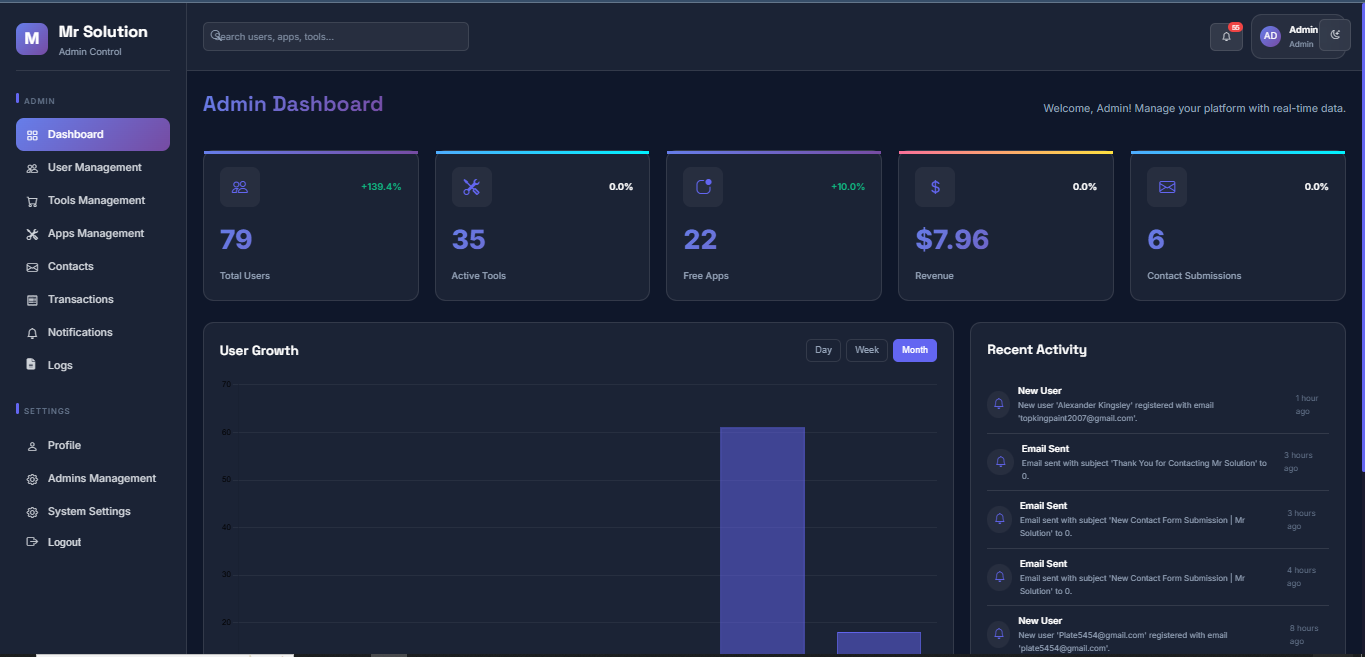 M
Mr Solution
Admin Control
ADMIN
Dashboard
User Management
Tools Management
Apps Management
Contacts
Transactions
Notifications
Logs
SETTINGS
Profile
Admins Management
System Settings
Logout
Search users, apps, tools...
55
AD
Admin
Admin
Admin Dashboard
Welcome, Admin! Manage your platform with real-time data.
+139.4%
79
Total Users
0.0%
35
Active Tools
+10.0%
22
Free Apps
$
0.0%
$7.96
Revenue
0.0%
6
Contact Submissions
User Growth
Day
Week
Month
70
60
50
40
30
20
Recent Activity
New User
New user 'Alexander Kingsley' registered with email
'topkingpaint2007@gmail.com'.
1 hour
ago
Email Sent
Email sent with subject 'Thank You for Contacting Mr Solution' to
0.
3 hours
ago
Email Sent
Email sent with subject 'New Contact Form Submission | Mr
Solution' to 0.
3 hours
ago
Email Sent
Email sent with subject 'New Contact Form Submission | Mr
Solution' to 0.
4 hours
ago
New User
New user 'Plate5454@gmail.com' registered with email
'plate5454@gmail.com'.
8 hours
ago